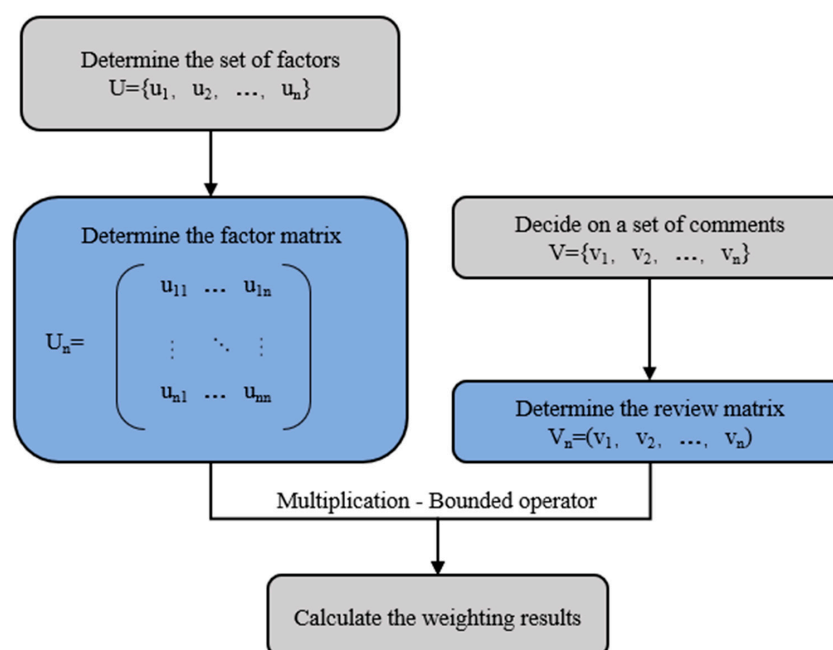 Determine the set of factors
U={u₁, u₂, …, uₙ}
Determine the factor matrix
Uₙ=
u₁₁ … u₁ₙ
⋮ ⋱ ⋮
uₙ₁ … uₙₙ
Decide on a set of comments
V={v₁, v₂, …, vₙ}
Determine the review matrix
Vₙ=(v₁, v₂, …, vₙ)
Multiplication - Bounded operator
Calculate the weighting results